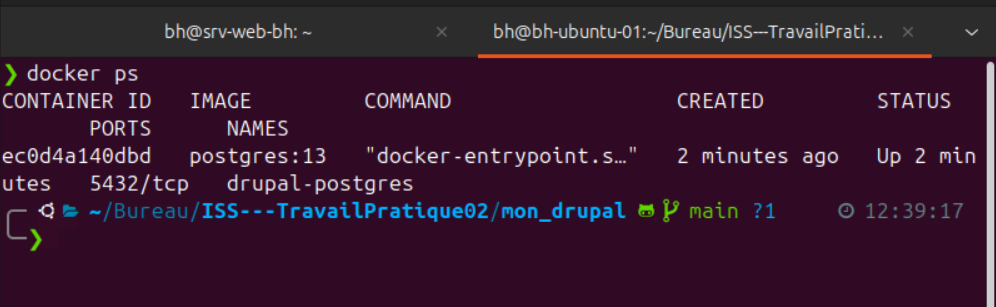 bh@srv-web-bh: ~ × bh@bh-ubuntu-01:~/Bureau/ISS---TravailPrati... ×
❯ docker ps
CONTAINER ID   IMAGE         COMMAND                  CREATED         STATUS
       PORTS      NAMES
ec0d4a140dbd   postgres:13   "docker-entrypoint.s…"   2 minutes ago   Up 2 min
utes   5432/tcp   drupal-postgres
~/Bureau/ISS---TravailPratique02/mon_drupal main ?1 12:39:17
❯